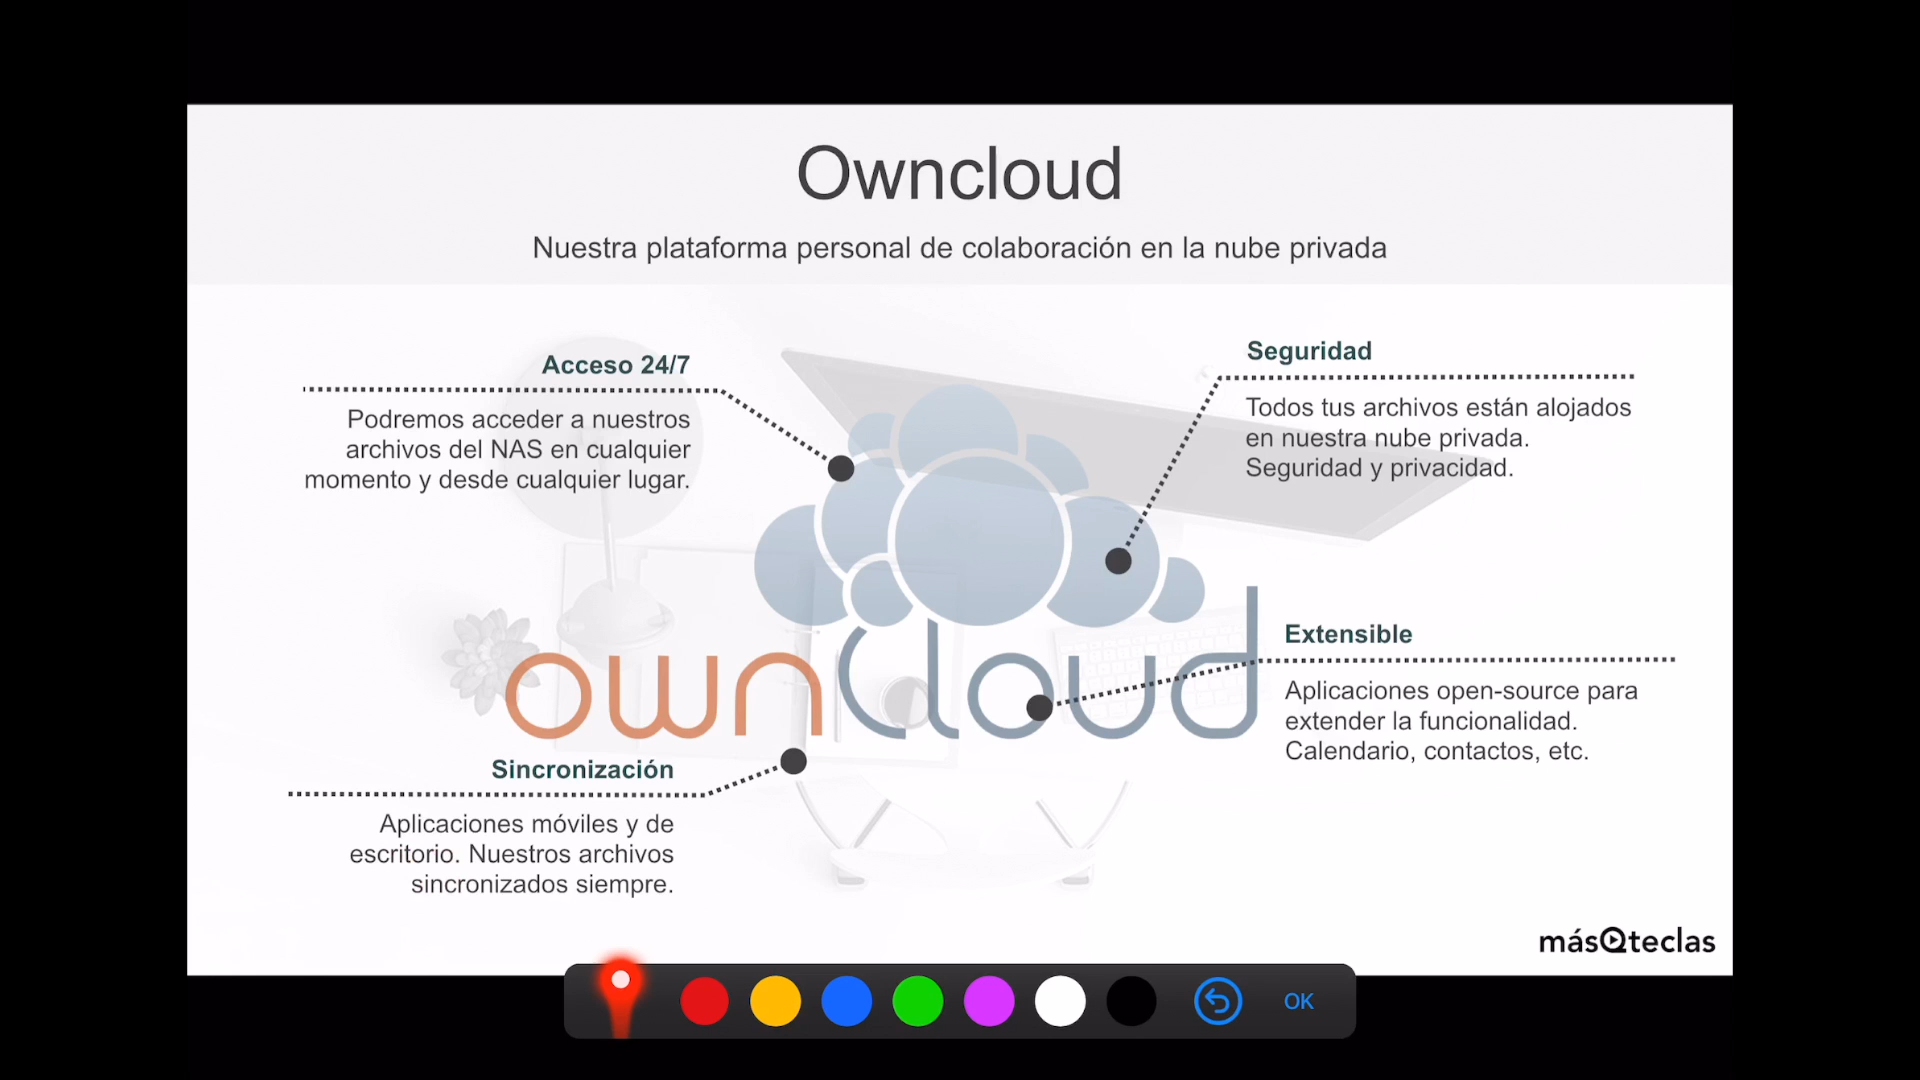 Owncloud
Nuestra plataforma personal de colaboración en la nube privada
Acceso 24/7
Podremos acceder a nuestros
archivos del NAS en cualquier
momento y desde cualquier lugar.
Seguridad
Todos tus archivos están alojados
en nuestra nube privada.
Seguridad y privacidad.
ownCloud
Extensible
Aplicaciones open-source para
extender la funcionalidad.
Calendario, contactos, etc.
Sincronización
Aplicaciones móviles y de
escritorio. Nuestros archivos
sincronizados siempre.
másQteclas
OK